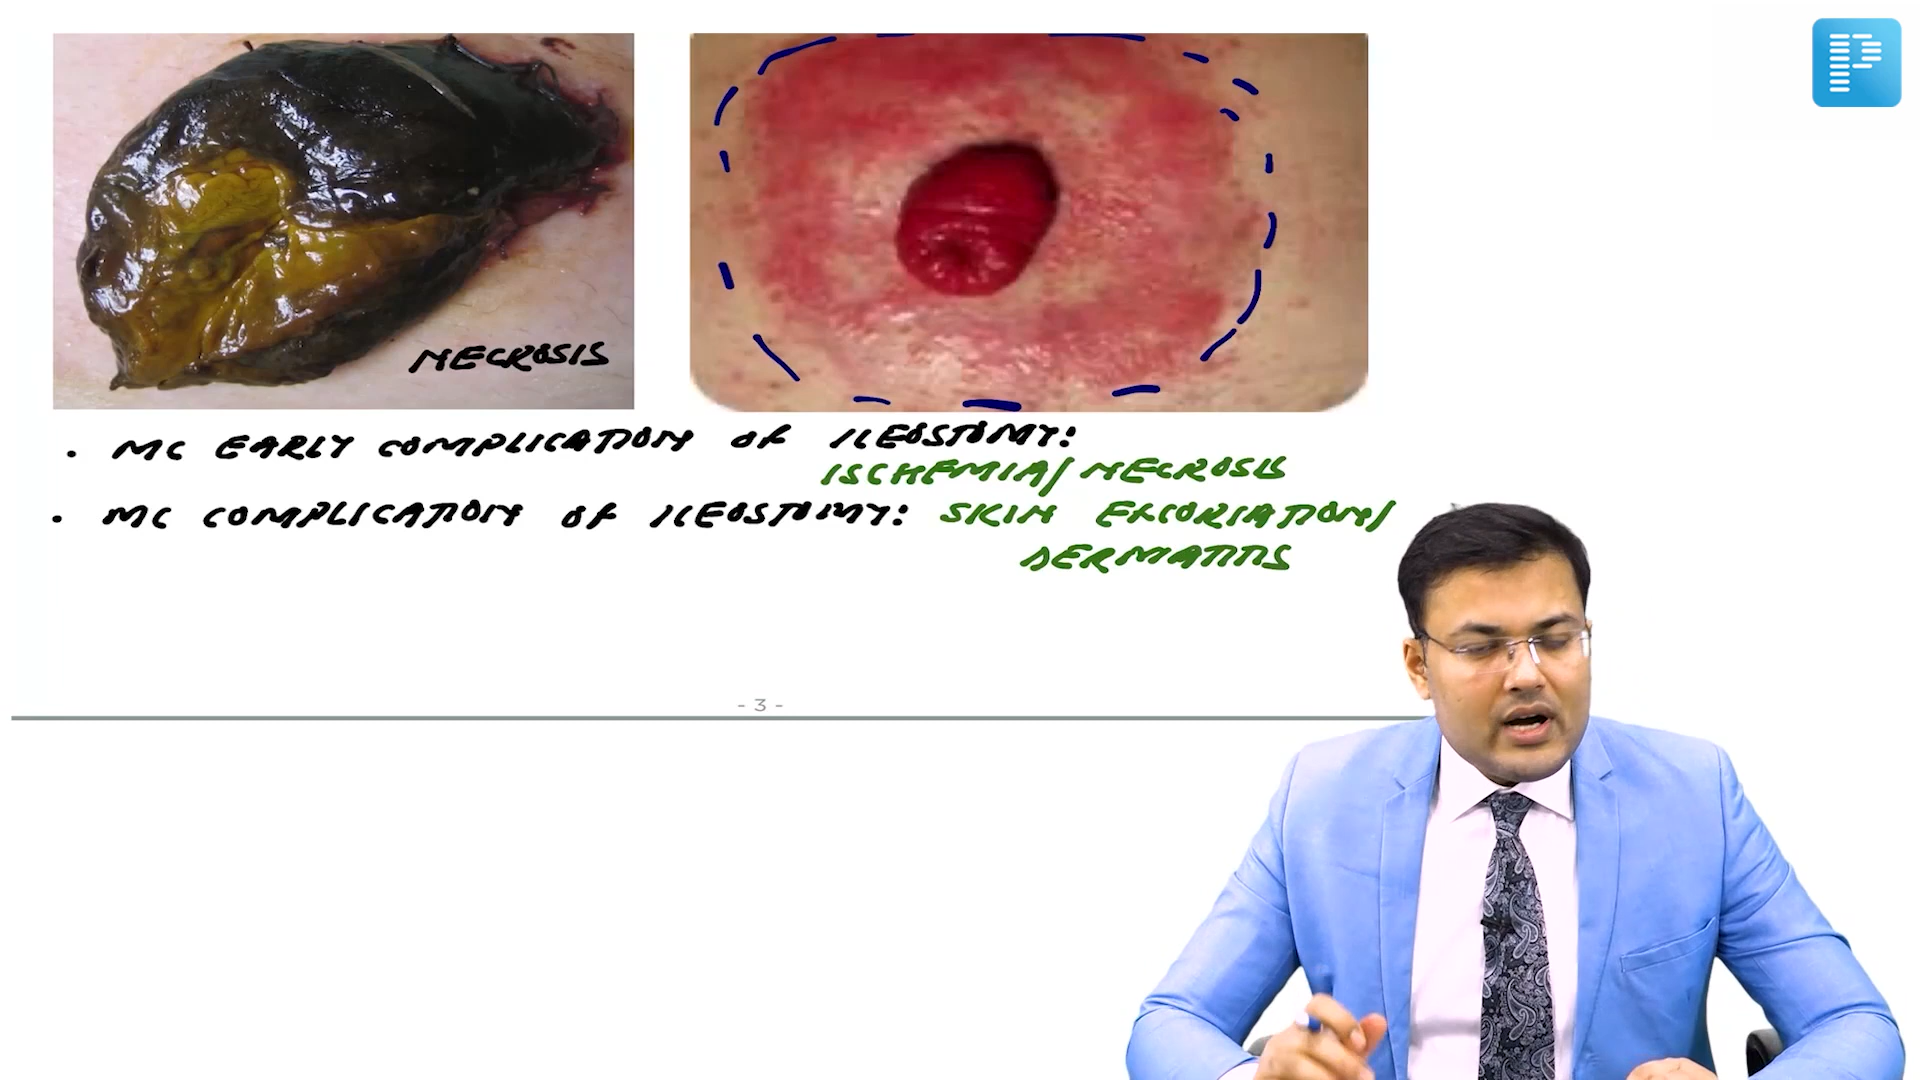 NECROSIS
• MC EARLY COMPLICATION OF ILEOSTOMY:
ISCHEMIA/NECROSIS
• MC COMPLICATION OF ILEOSTOMY: SKIN EXCORIATION/
DERMATITIS
- 3 -